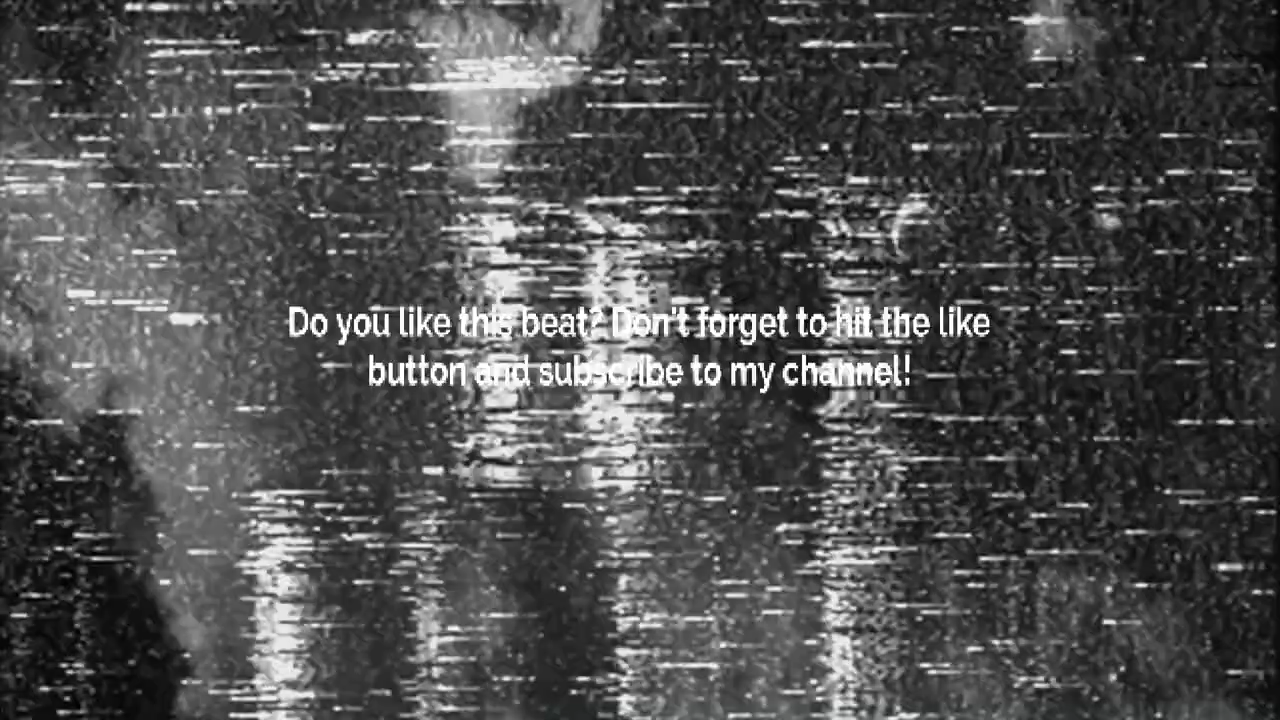 Do you like this beat? Don't forget to hit the like
button and subscribe to my channel!